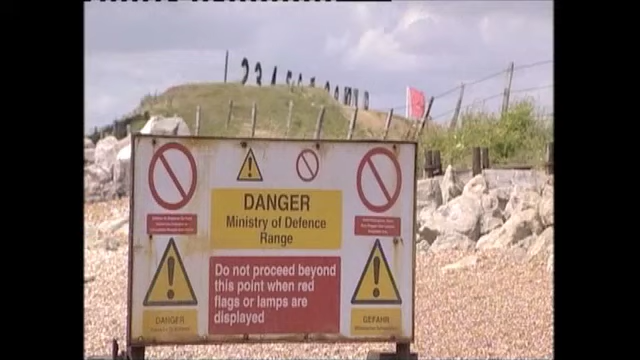 DANGER
Ministry of Defence
Range
Do not proceed beyond
this point when red
flags or lamps are
displayed
DANGER
GEFAHR